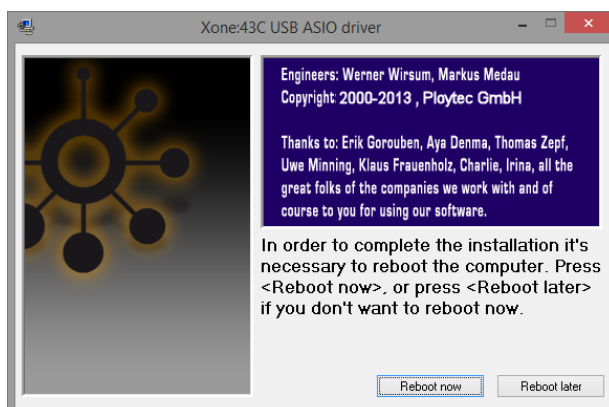 Xone:43C USB ASIO driver
Engineers: Werner Wirsum, Markus Medau
Copyright: 2000-2013 , Ploytec GmbH
Thanks to: Erik Gorouben, Aya Denma, Thomas Zepf,
Uwe Minning, Klaus Frauenholz, Charlie, Irina, all the
great folks of the companies we work with and of
course to you for using our software.
In order to complete the installation it's
necessary to reboot the computer. Press
<Reboot now>, or press <Reboot later>
if you don't want to reboot now.
Reboot now
Reboot later